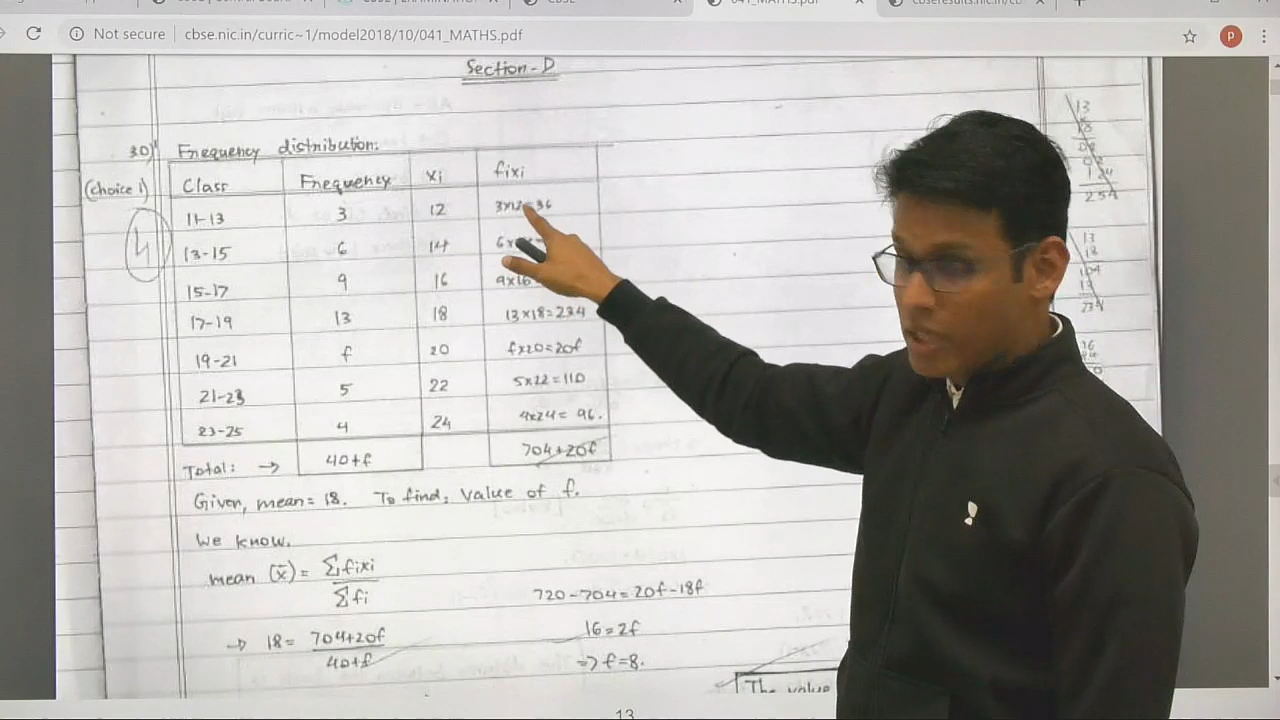 041_MATHS.pdf
Not secure | cbse.nic.in/curric~1/model2018/10/041_MATHS.pdf
P
Section-D
30) Frequency distribution.
(choice i) Class Frequency xi fixi
11-13 3 12 3x12=36
4
13-15 6 14
15-17 9 16 9x16
17-19 13 18 13x18=234
19-21 f 20 fx20=20f
21-23 5 22 5x22=110
23-25 4 24 4x24= 96.
Total: → 40+f 704+20f
Given, mean=18. To find, value of f.
We know.
mean (x̄)= Σfixi
Σfi
720-704=20f-18f
→ 18= 704+20f
40+f
16=2f
=> f=8.
The value
13